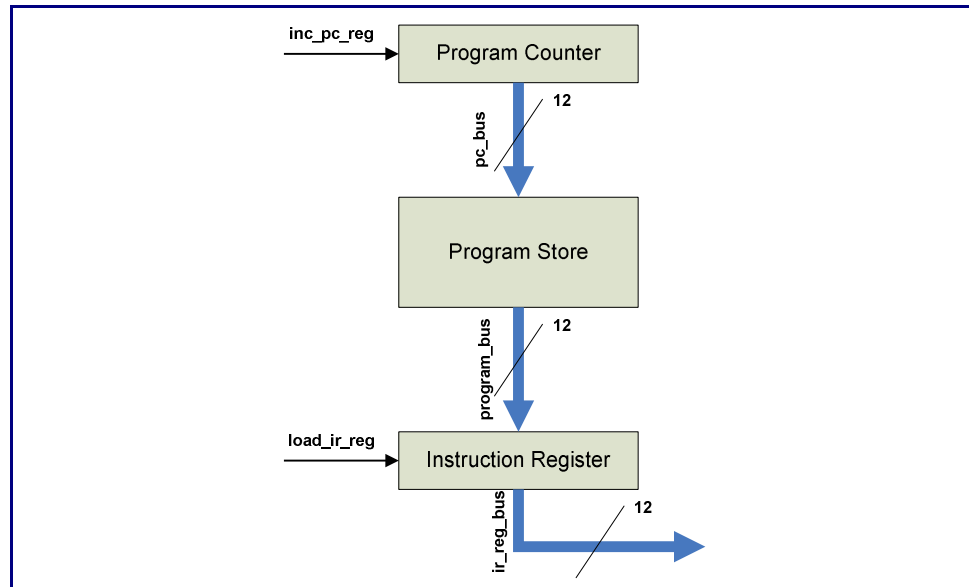 inc_pc_reg
Program Counter
12
pc_bus
Program Store
12
program_bus
load_ir_reg
Instruction Register
12
ir_reg_bus